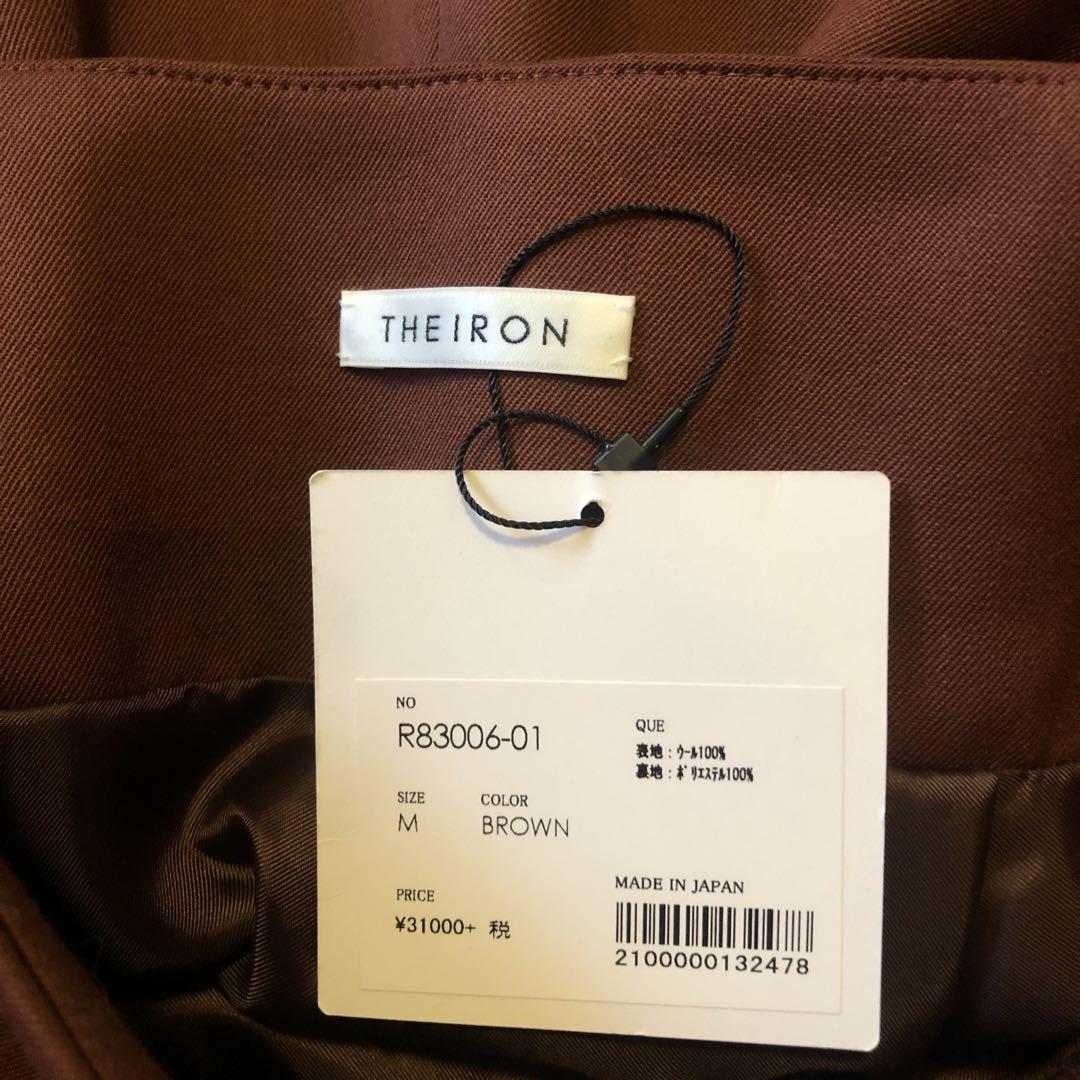 THEIRON
NO
R83006-01
QUE
表地：ウール100%
裏地：ポリエステル100%
SIZE
M
COLOR
BROWN
PRICE
¥31000+ 税
MADE IN JAPAN
2100000132478